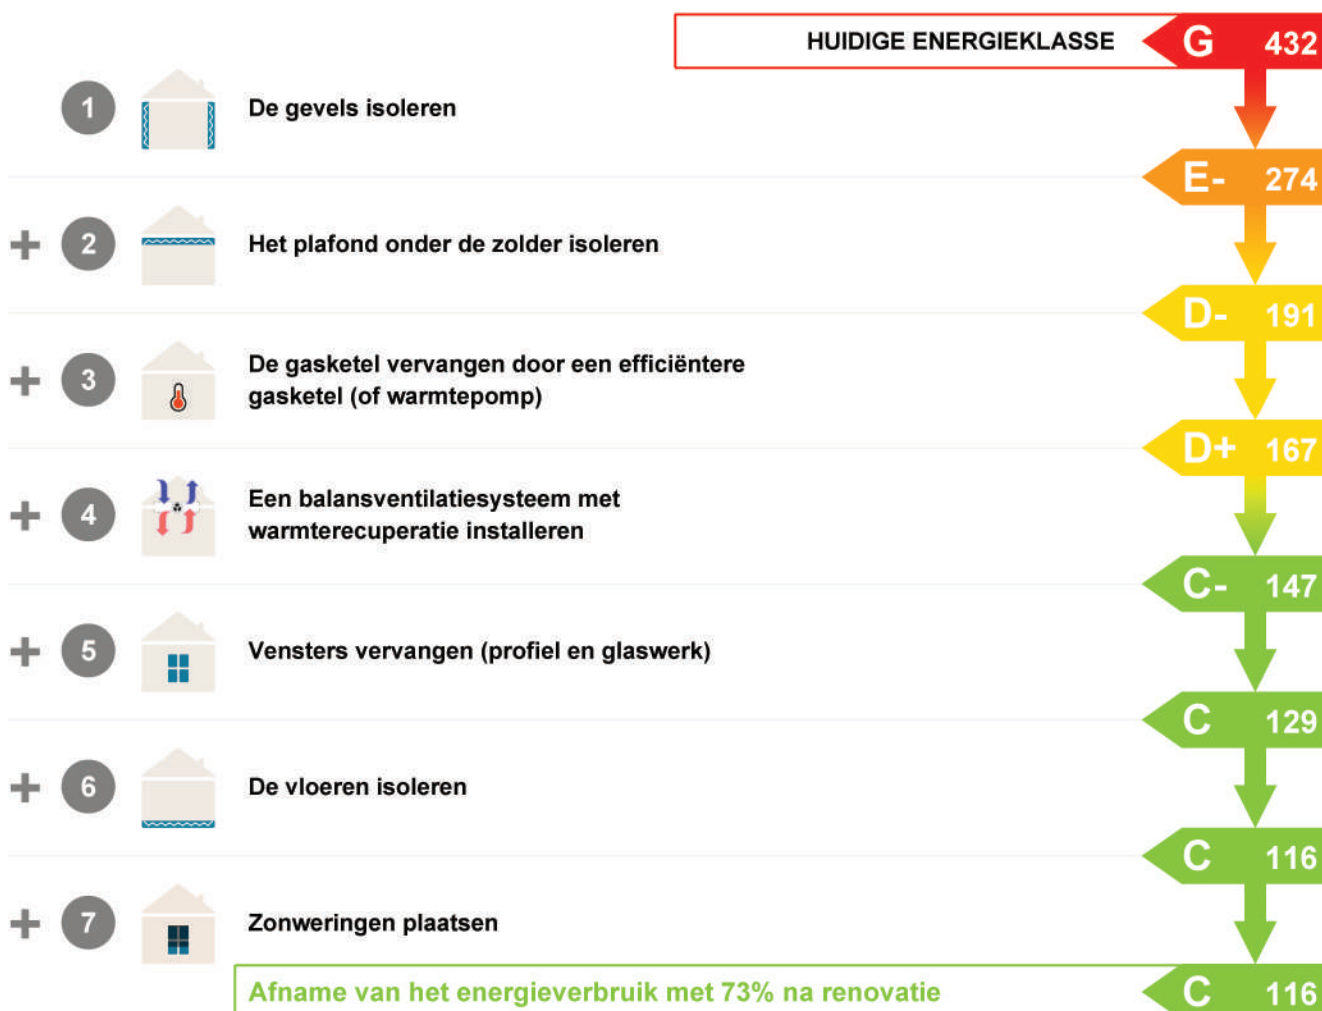 HUIDIGE ENERGIEKLASSE G 432
1 De gevels isoleren
E- 274
+ 2 Het plafond onder de zolder isoleren
D- 191
+ 3 De gasketel vervangen door een efficiëntere
gasketel (of warmtepomp)
D+ 167
+ 4 Een balansventilatiesysteem met
warmterecuperatie installeren
C- 147
+ 5 Vensters vervangen (profiel en glaswerk)
C 129
+ 6 De vloeren isoleren
C 116
+ 7 Zonweringen plaatsen
Afname van het energieverbruik met 73% na renovatie C 116